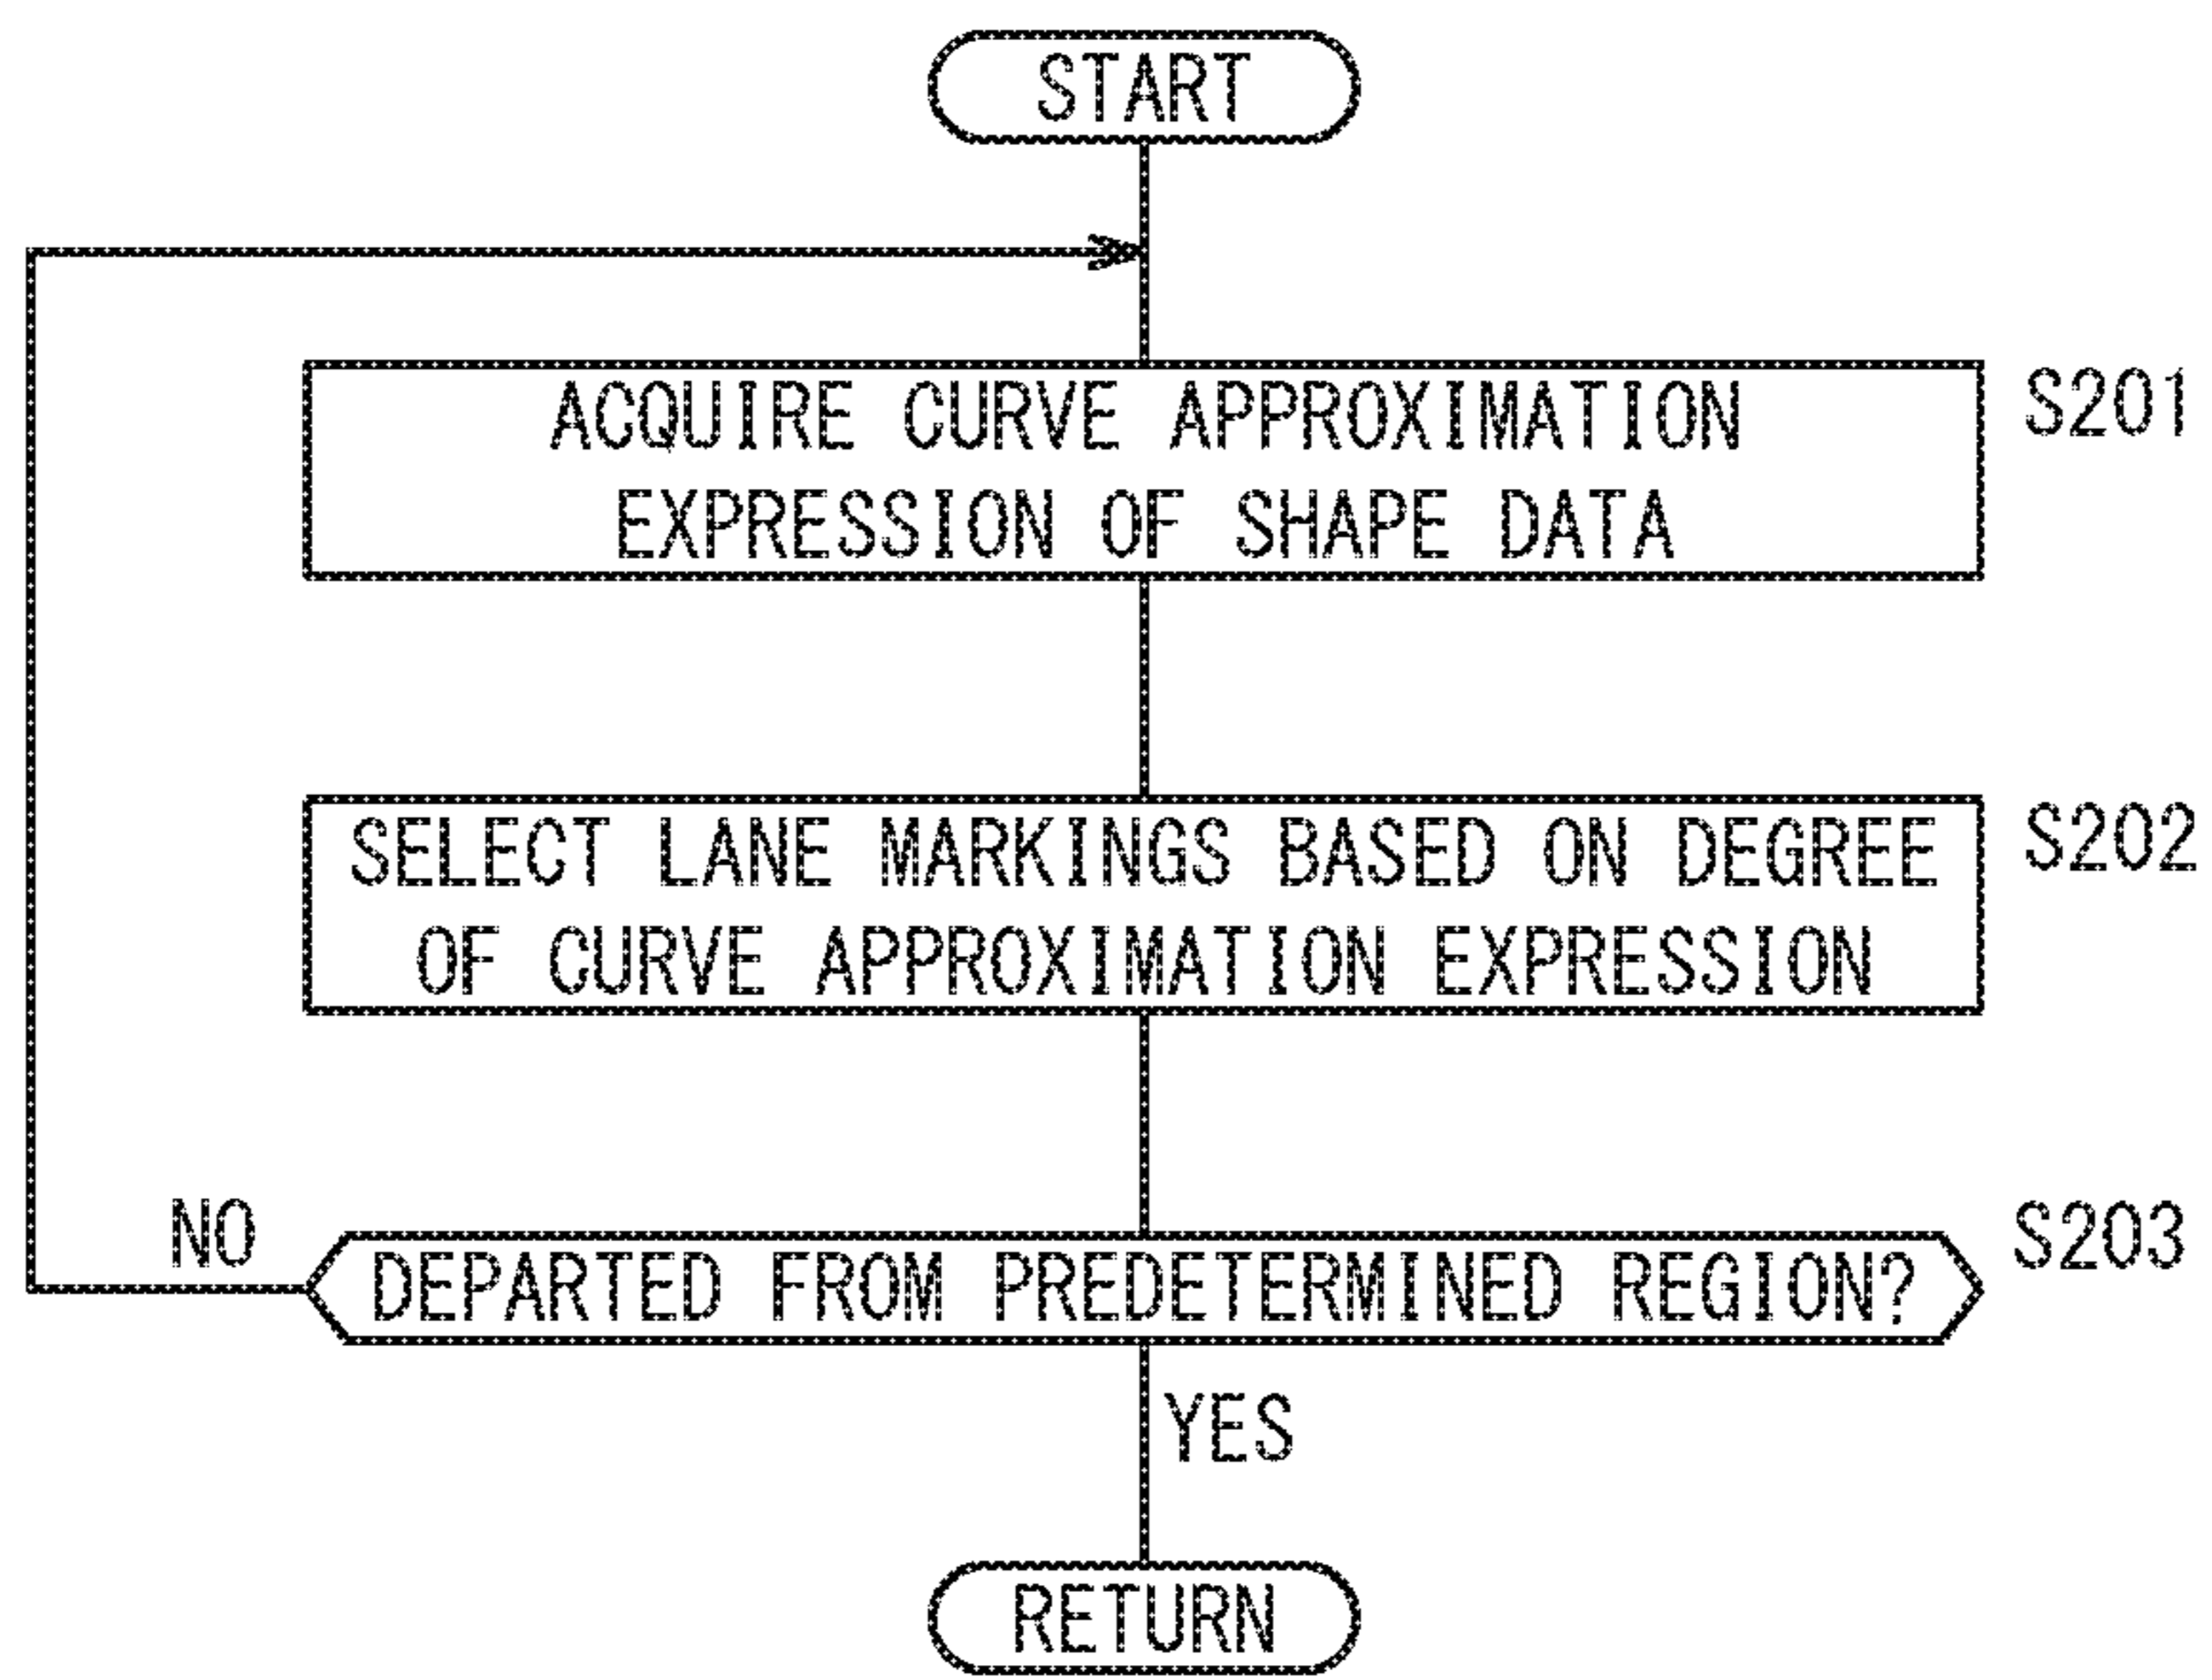 START
ACQUIRE CURVE APPROXIMATION
EXPRESSION OF SHAPE DATA
S201
SELECT LANE MARKINGS BASED ON DEGREE
OF CURVE APPROXIMATION EXPRESSION
S202
NO
DEPARTED FROM PREDETERMINED REGION?
S203
YES
RETURN